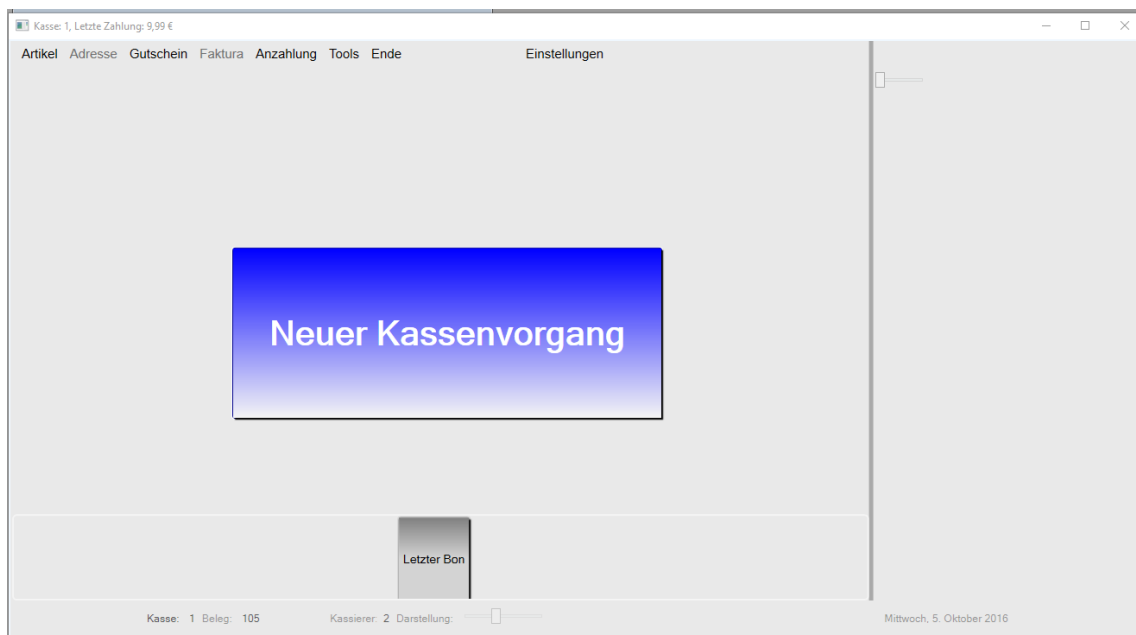 Kasse: 1, Letzte Zahlung: 9,99 €
Artikel Adresse Gutschein Faktura Anzahlung Tools Ende Einstellungen
Neuer Kassenvorgang
Letzter Bon
Kasse: 1 Beleg: 105 Kassierer: 2 Darstellung: Mittwoch, 5. Oktober 2016